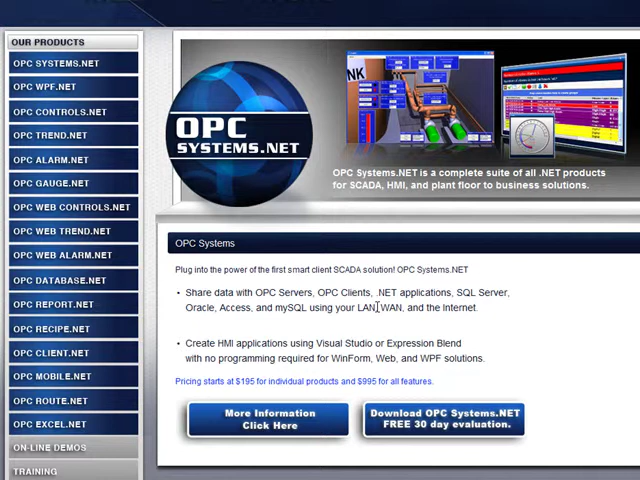 OUR PRODUCTS
OPC SYSTEMS.NET
OPC WPF.NET
OPC CONTROLS.NET
OPC TREND.NET
OPC ALARM.NET
OPC GAUGE.NET
OPC WEB CONTROLS.NET
OPC WEB TREND.NET
OPC WEB ALARM.NET
OPC DATABASE.NET
OPC REPORT.NET
OPC RECIPE.NET
OPC CLIENT.NET
OPC MOBILE.NET
OPC ROUTE.NET
OPC EXCEL.NET
ON-LINE DEMOS
TRAINING
OPC
SYSTEMS.NET
NK
OPC Systems.NET is a complete suite of all .NET products
for SCADA, HMI, and plant floor to business solutions.
OPC Systems
Plug into the power of the first smart client SCADA solution! OPC Systems.NET
• Share data with OPC Servers, OPC Clients, .NET applications, SQL Server,
Oracle, Access, and mySQL using your LAN, WAN, and the Internet.
• Create HMI applications using Visual Studio or Expression Blend
with no programming required for WinForm, Web, and WPF solutions.
Pricing starts at $195 for individual products and $995 for all features.
More Information
Click Here
Download OPC Systems.NET
FREE 30 day evaluation.